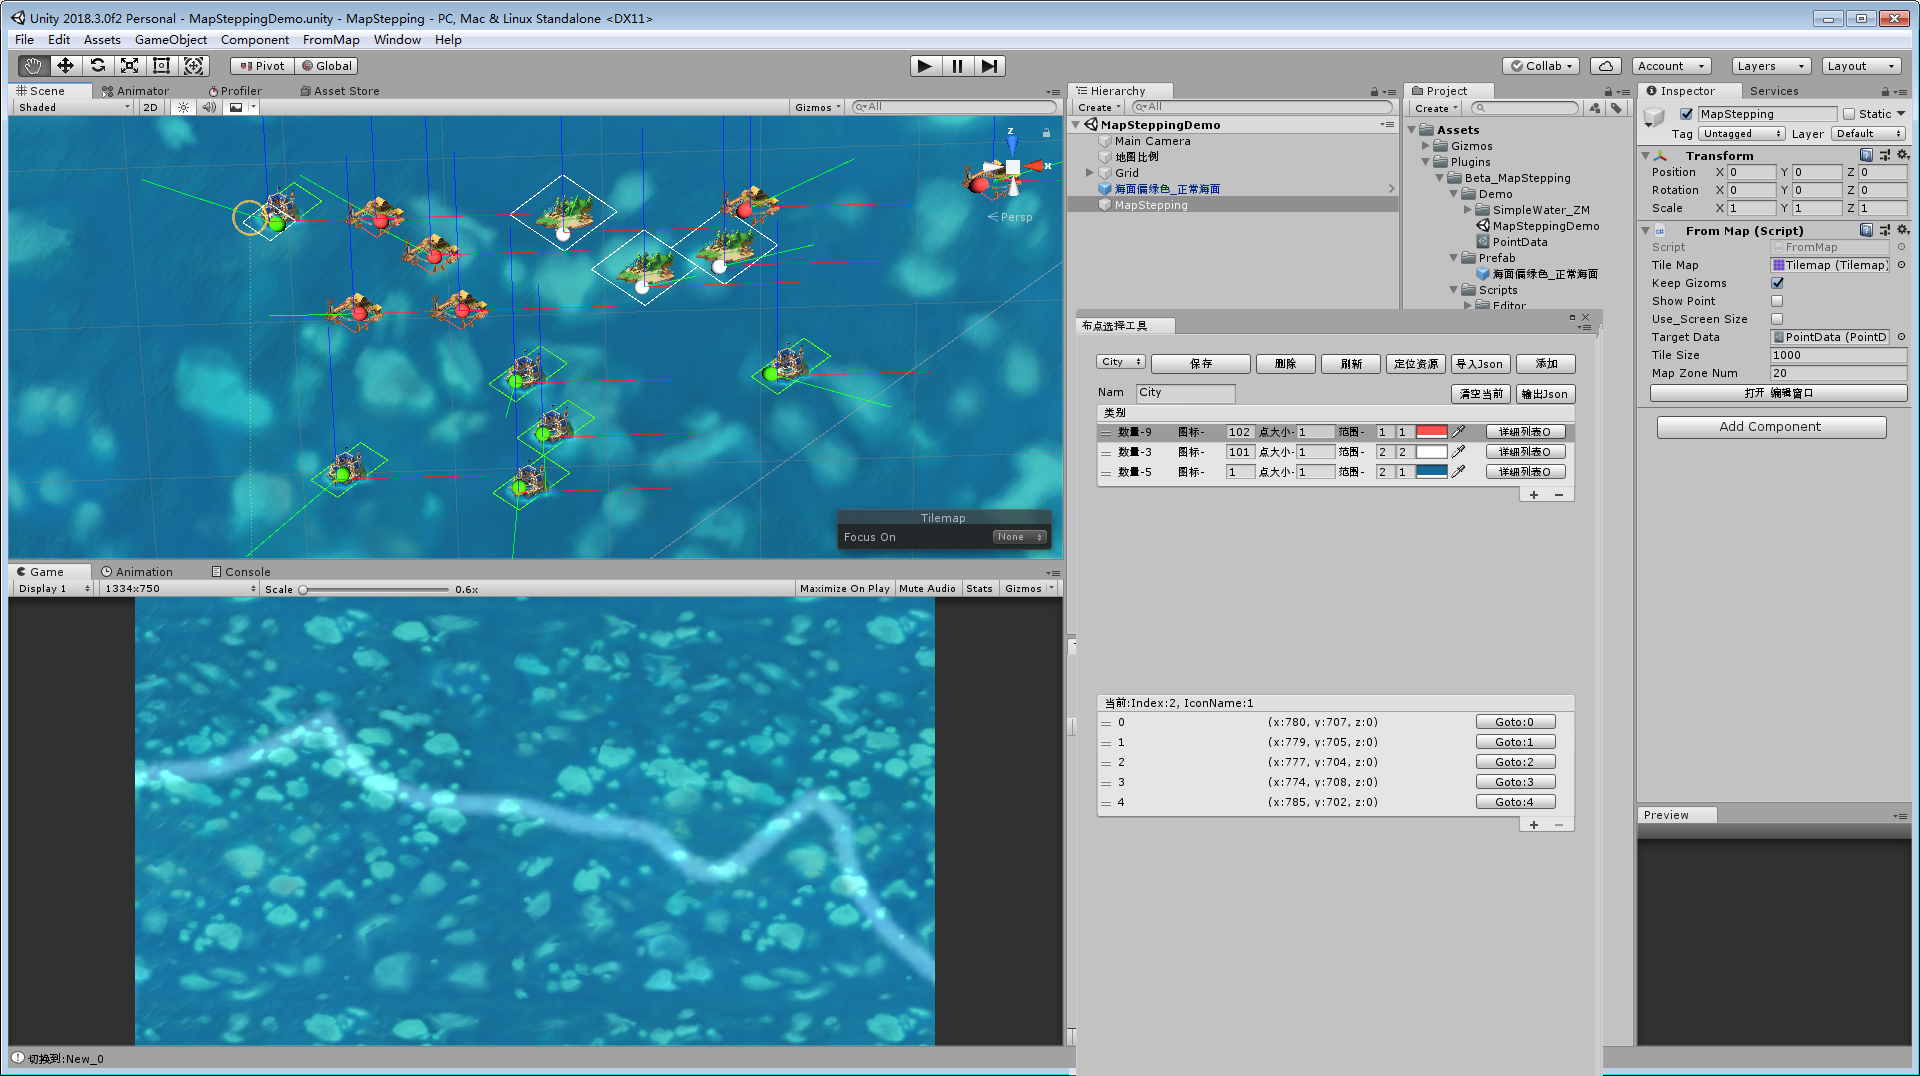 Unity 2018.3.0f2 Personal - MapSteppingDemo.unity - MapStepping - PC, Mac & Linux Standalone <DX11>
File Edit Assets GameObject Component FromMap Window Help
Pivot Global Collab Account Layers Layout
Scene Animator Profiler Asset Store
Shaded 2D Gizmos All
z
x
Persp
Tilemap
Focus On None
Game Animation Console
Display 1 1334x750 Scale 0.6x Maximize On Play Mute Audio Stats Gizmos
切换到:New_0
Hierarchy
Create All
MapSteppingDemo
Main Camera
地图比例
Grid
海面偏绿色_正常海面
MapStepping
Project
Create
Assets
Gizmos
Plugins
Beta_MapStepping
Demo
SimpleWater_ZM
MapSteppingDemo
PointData
Prefab
海面偏绿色_正常海面
Scripts
Editor
布点选择工具
City 保存 删除 刷新 定位资源 导入Json 添加
Nam City 清空当前 输出Json
类别
数量-9 图标- 102 点大小- 1 范围- 1 1 详细列表O
数量-3 图标- 101 点大小- 1 范围- 2 2 详细列表O
数量-5 图标- 1 点大小- 1 范围- 2 1 详细列表O
+ −
当前:Index:2, IconName:1
0 (x:780, y:707, z:0) Goto:0
1 (x:779, y:705, z:0) Goto:1
2 (x:777, y:704, z:0) Goto:2
3 (x:774, y:708, z:0) Goto:3
4 (x:785, y:702, z:0) Goto:4
+ −
Inspector Services
MapStepping Static
Tag Untagged Layer Default
Transform
Position X 0 Y 0 Z 0
Rotation X 0 Y 0 Z 0
Scale X 1 Y 1 Z 1
From Map (Script)
Script FromMap
Tile Map Tilemap (Tilemap)
Keep Gizoms
Show Point
Use_Screen Size
Target Data PointData (PointD
Tile Size 1000
Map Zone Num 20
打开 编辑窗口
Add Component
Preview